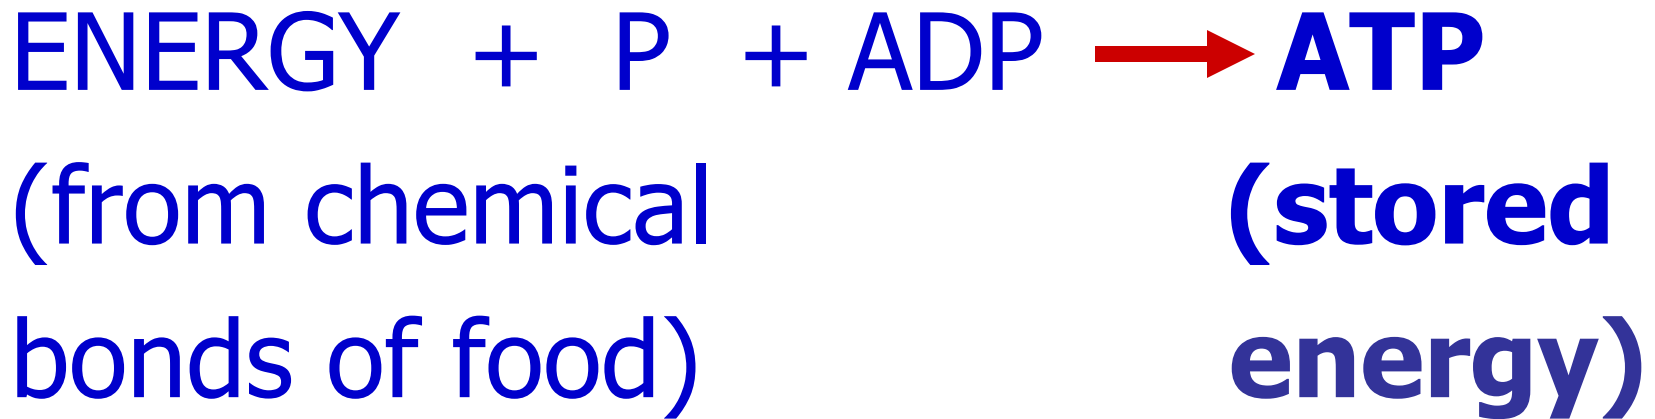 ENERGY + P + ADP → ATP
(from chemical (stored
bonds of food) energy)